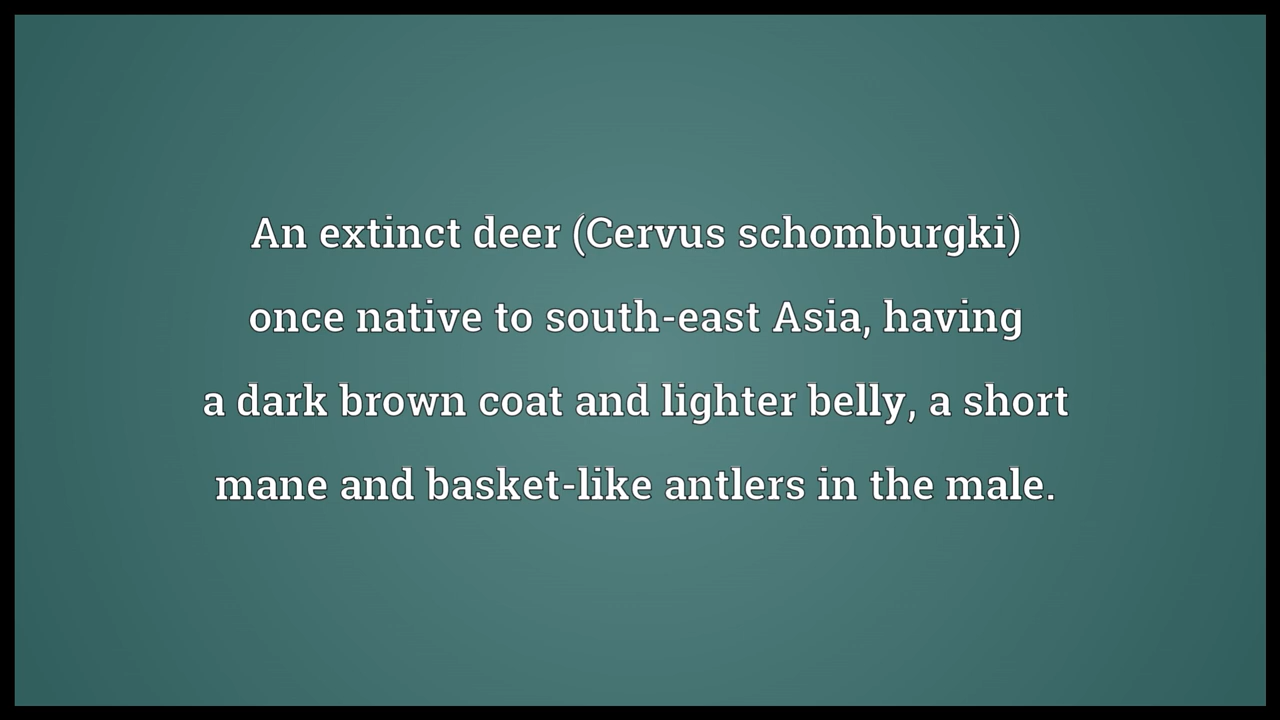 An extinct deer (Cervus schomburgki)
once native to south-east Asia, having
a dark brown coat and lighter belly, a short
mane and basket-like antlers in the male.